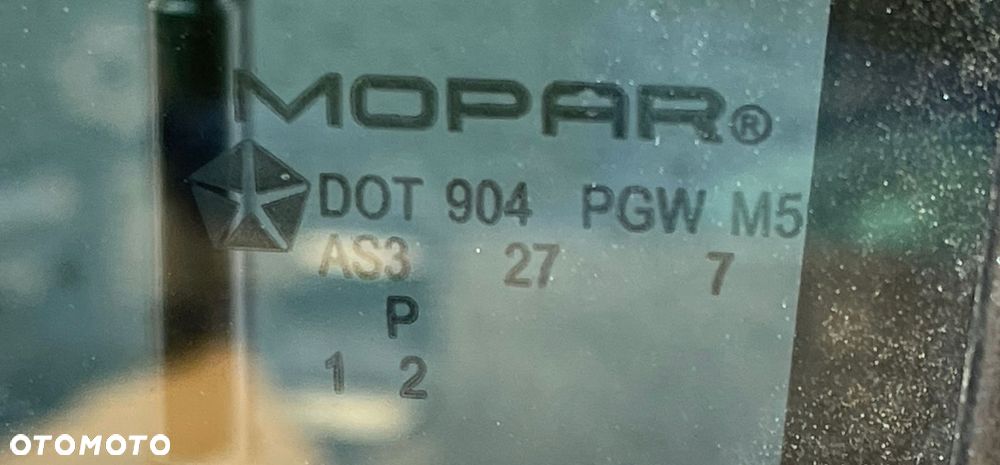 MOPAR®
DOT 904 PGW M5
AS3 27 7
P
1 2
OTOMOTO